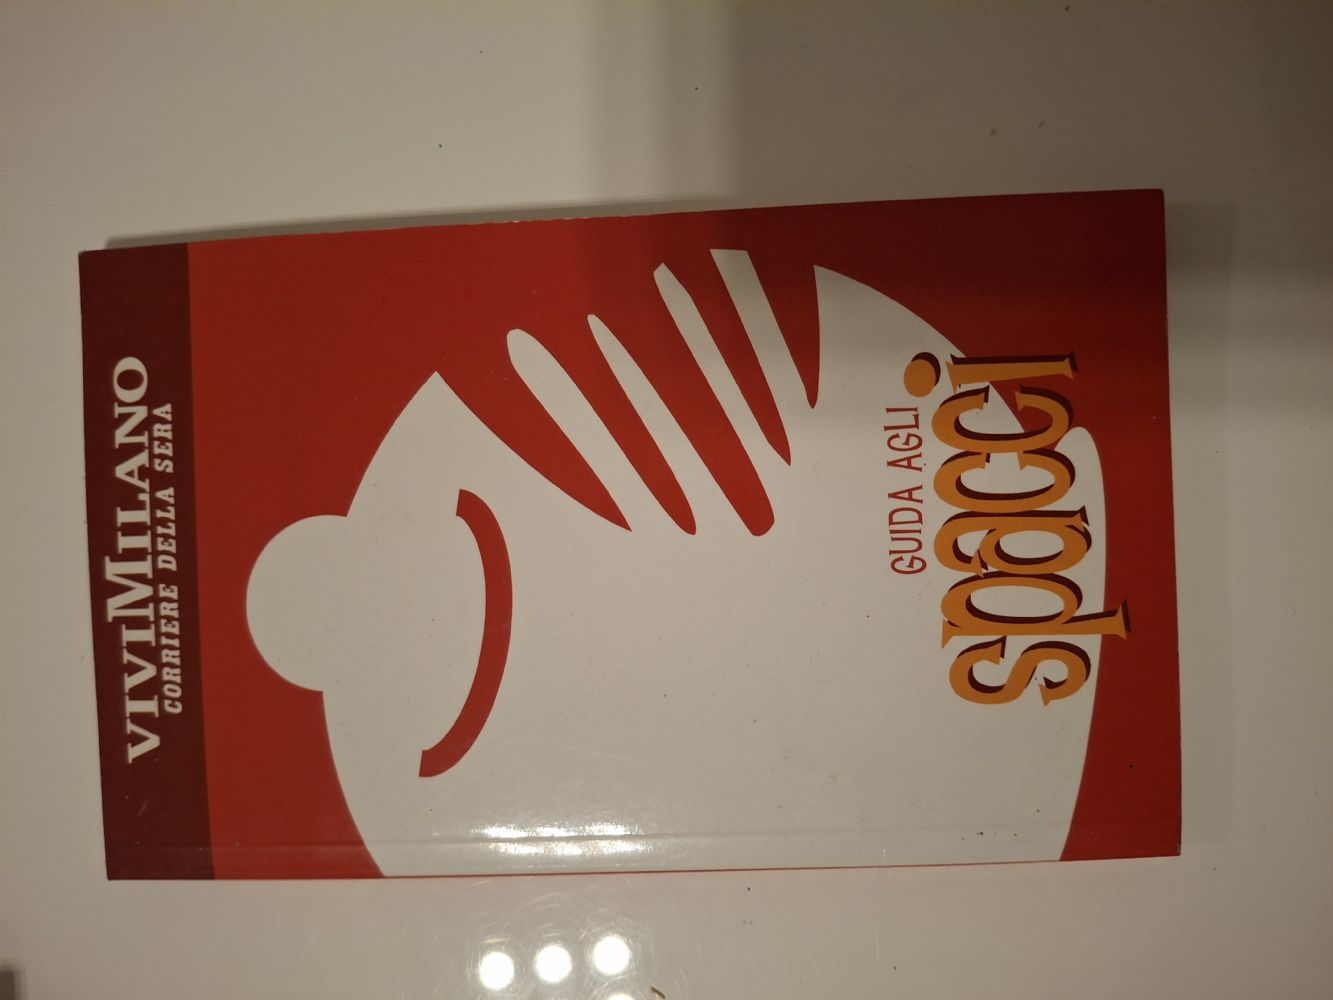 VIVIMILANO
CORRIERE DELLA SERA
GUIDA AGLI
spacci